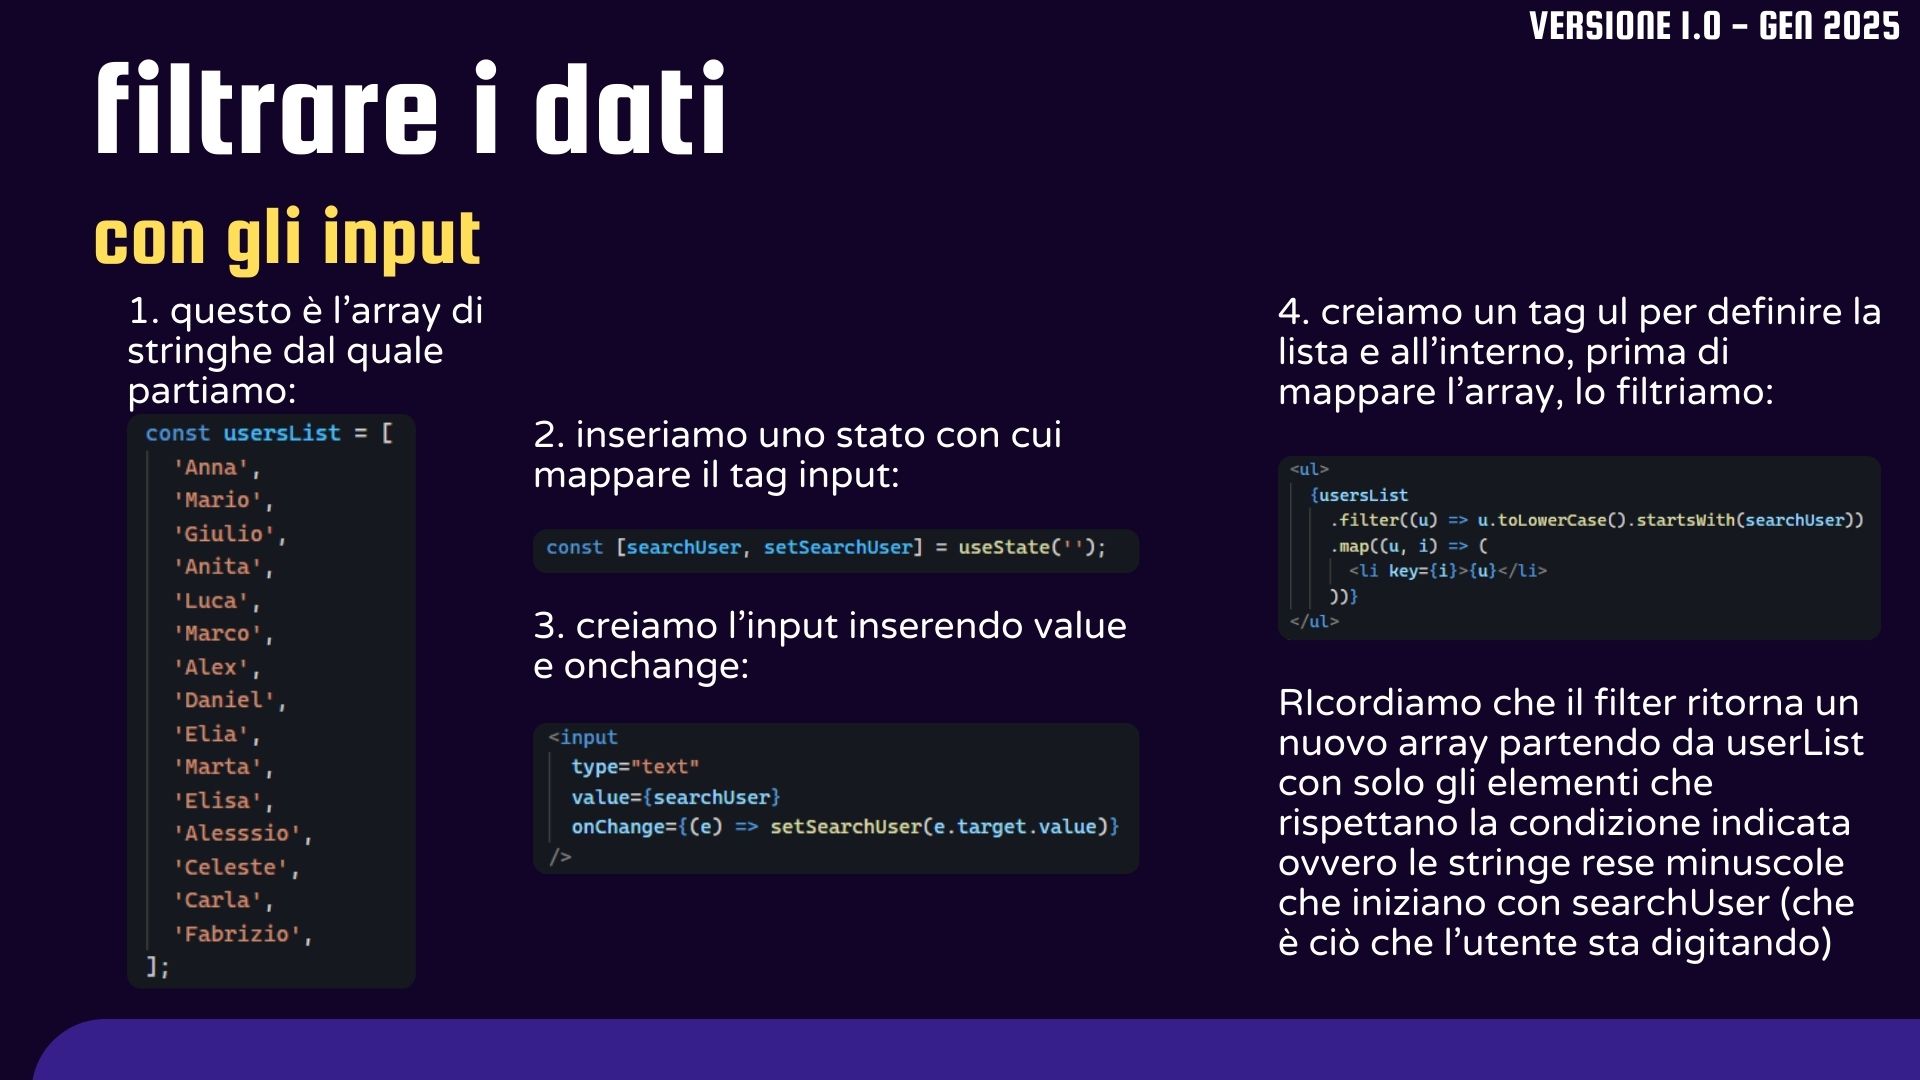 VERSIONE 1.0 - GEN 2025
filtrare i dati
con gli input
1. questo è l'array di
stringhe dal quale
partiamo:
const usersList = [
'Anna',
'Mario',
'Giulio',
'Anita',
'Luca',
'Marco',
'Alex',
'Daniel',
'Elia',
'Marta',
'Elisa',
'Alesssio',
'Celeste',
'Carla',
'Fabrizio',
];
2. inseriamo uno stato con cui
mappare il tag input:
const [searchUser, setSearchUser] = useState('');
3. creiamo l'input inserendo value
e onchange:
<input
type="text"
value={searchUser}
onChange={(e) => setSearchUser(e.target.value)}
/>
4. creiamo un tag ul per definire la
lista e all'interno, prima di
mappare l'array, lo filtriamo:
<ul>
{usersList
.filter((u) => u.toLowerCase().startsWith(searchUser))
.map((u, i) => (
<li key={i}>{u}</li>
))}
</ul>
RIcordiamo che il filter ritorna un
nuovo array partendo da userList
con solo gli elementi che
rispettano la condizione indicata
ovvero le stringe rese minuscole
che iniziano con searchUser (che
è ciò che l'utente sta digitando)